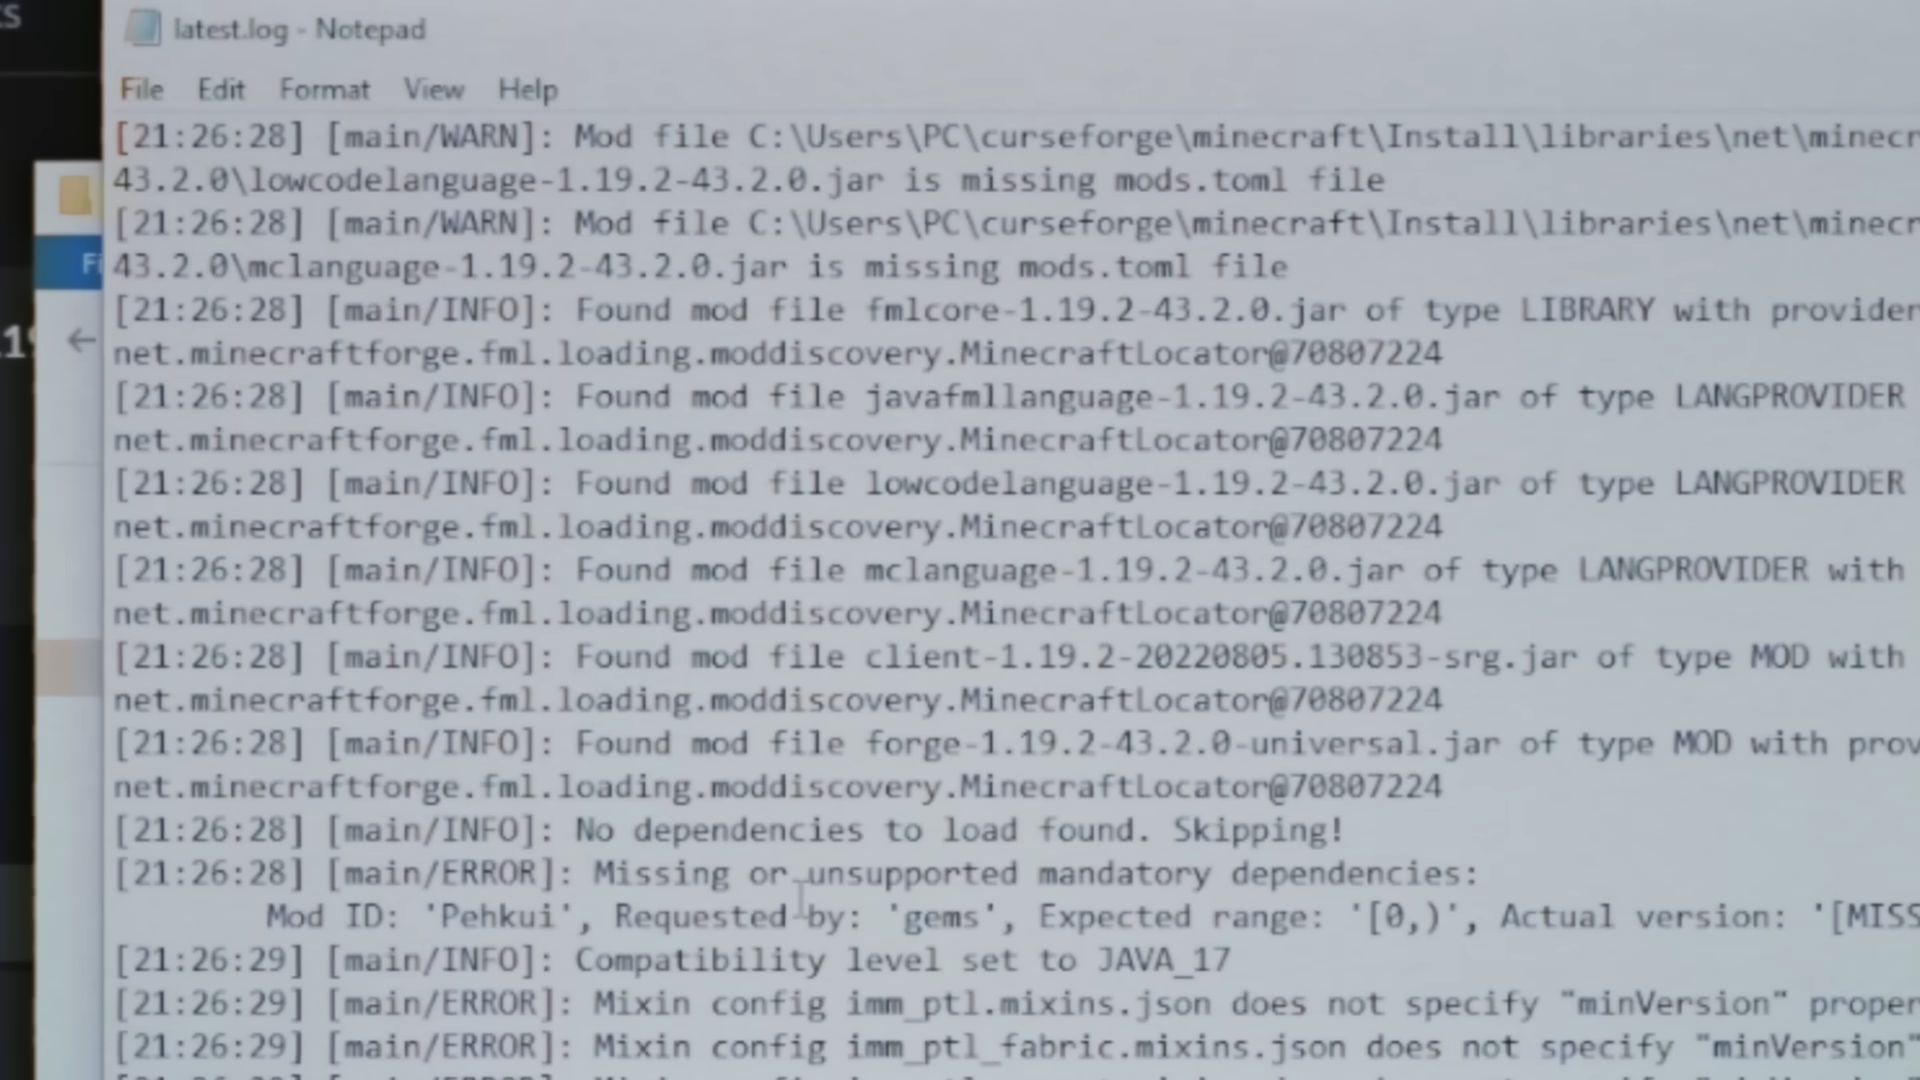 latest.log - Notepad
File Edit Format View Help
[21:26:28] [main/WARN]: Mod file C:\Users\PC\curseforge\minecraft\Install\libraries\net\minecr
43.2.0\lowcodelanguage-1.19.2-43.2.0.jar is missing mods.toml file
[21:26:28] [main/WARN]: Mod file C:\Users\PC\curseforge\minecraft\Install\libraries\net\minecr
43.2.0\mclanguage-1.19.2-43.2.0.jar is missing mods.toml file
[21:26:28] [main/INFO]: Found mod file fmlcore-1.19.2-43.2.0.jar of type LIBRARY with provider
net.minecraftforge.fml.loading.moddiscovery.MinecraftLocator@70807224
[21:26:28] [main/INFO]: Found mod file javafmllanguage-1.19.2-43.2.0.jar of type LANGPROVIDER
net.minecraftforge.fml.loading.moddiscovery.MinecraftLocator@70807224
[21:26:28] [main/INFO]: Found mod file lowcodelanguage-1.19.2-43.2.0.jar of type LANGPROVIDER
net.minecraftforge.fml.loading.moddiscovery.MinecraftLocator@70807224
[21:26:28] [main/INFO]: Found mod file mclanguage-1.19.2-43.2.0.jar of type LANGPROVIDER with
net.minecraftforge.fml.loading.moddiscovery.MinecraftLocator@70807224
[21:26:28] [main/INFO]: Found mod file client-1.19.2-20220805.130853-srg.jar of type MOD with
net.minecraftforge.fml.loading.moddiscovery.MinecraftLocator@70807224
[21:26:28] [main/INFO]: Found mod file forge-1.19.2-43.2.0-universal.jar of type MOD with prov
net.minecraftforge.fml.loading.moddiscovery.MinecraftLocator@70807224
[21:26:28] [main/INFO]: No dependencies to load found. Skipping!
[21:26:28] [main/ERROR]: Missing or unsupported mandatory dependencies:
Mod ID: 'Pehkui', Requested by: 'gems', Expected range: '[0,)', Actual version: '[MISS
[21:26:29] [main/INFO]: Compatibility level set to JAVA_17
[21:26:29] [main/ERROR]: Mixin config imm_ptl.mixins.json does not specify "minVersion" proper
[21:26:29] [main/ERROR]: Mixin config imm_ptl_fabric.mixins.json does not specify "minVersion"